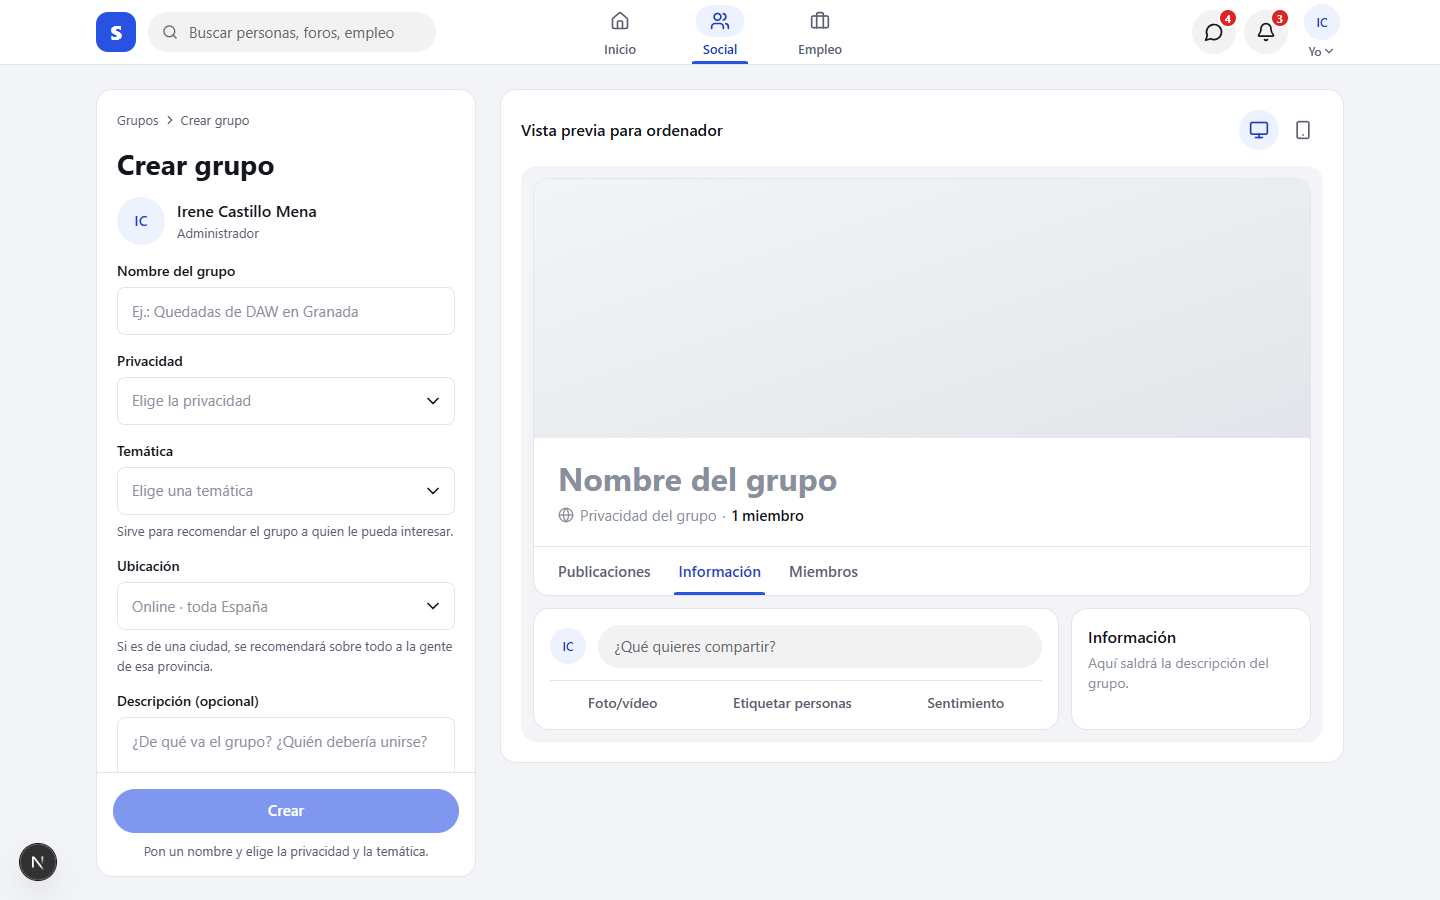 S
Buscar personas, foros, empleo
Inicio
Social
Empleo
4
3
IC
Yo
Grupos > Crear grupo
Crear grupo
IC
Irene Castillo Mena
Administrador
Nombre del grupo
Ej.: Quedadas de DAW en Granada
Privacidad
Elige la privacidad
Temática
Elige una temática
Sirve para recomendar el grupo a quien le pueda interesar.
Ubicación
Online · toda España
Si es de una ciudad, se recomendará sobre todo a la gente
de esa provincia.
Descripción (opcional)
¿De qué va el grupo? ¿Quién debería unirse?
Crear
Pon un nombre y elige la privacidad y la temática.
N
Vista previa para ordenador
Nombre del grupo
Privacidad del grupo · 1 miembro
Publicaciones
Información
Miembros
IC
¿Qué quieres compartir?
Foto/vídeo
Etiquetar personas
Sentimiento
Información
Aquí saldrá la descripción del
grupo.